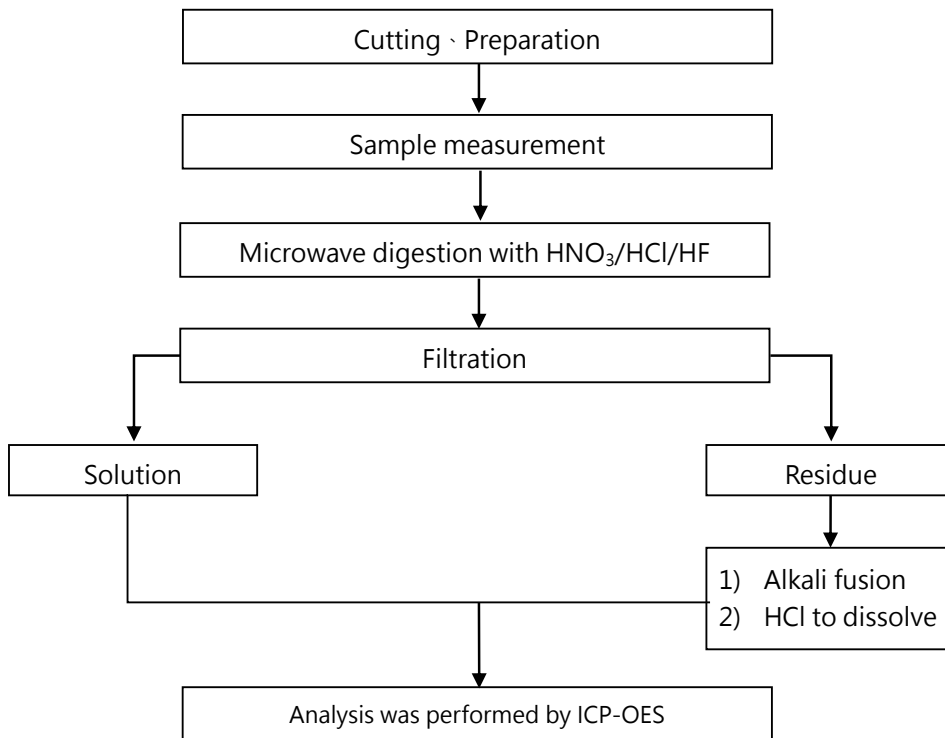 Cutting、Preparation
Sample measurement
Microwave digestion with HNO₃/HCl/HF
Filtration
Solution
Residue
1) Alkali fusion
2) HCl to dissolve
Analysis was performed by ICP-OES